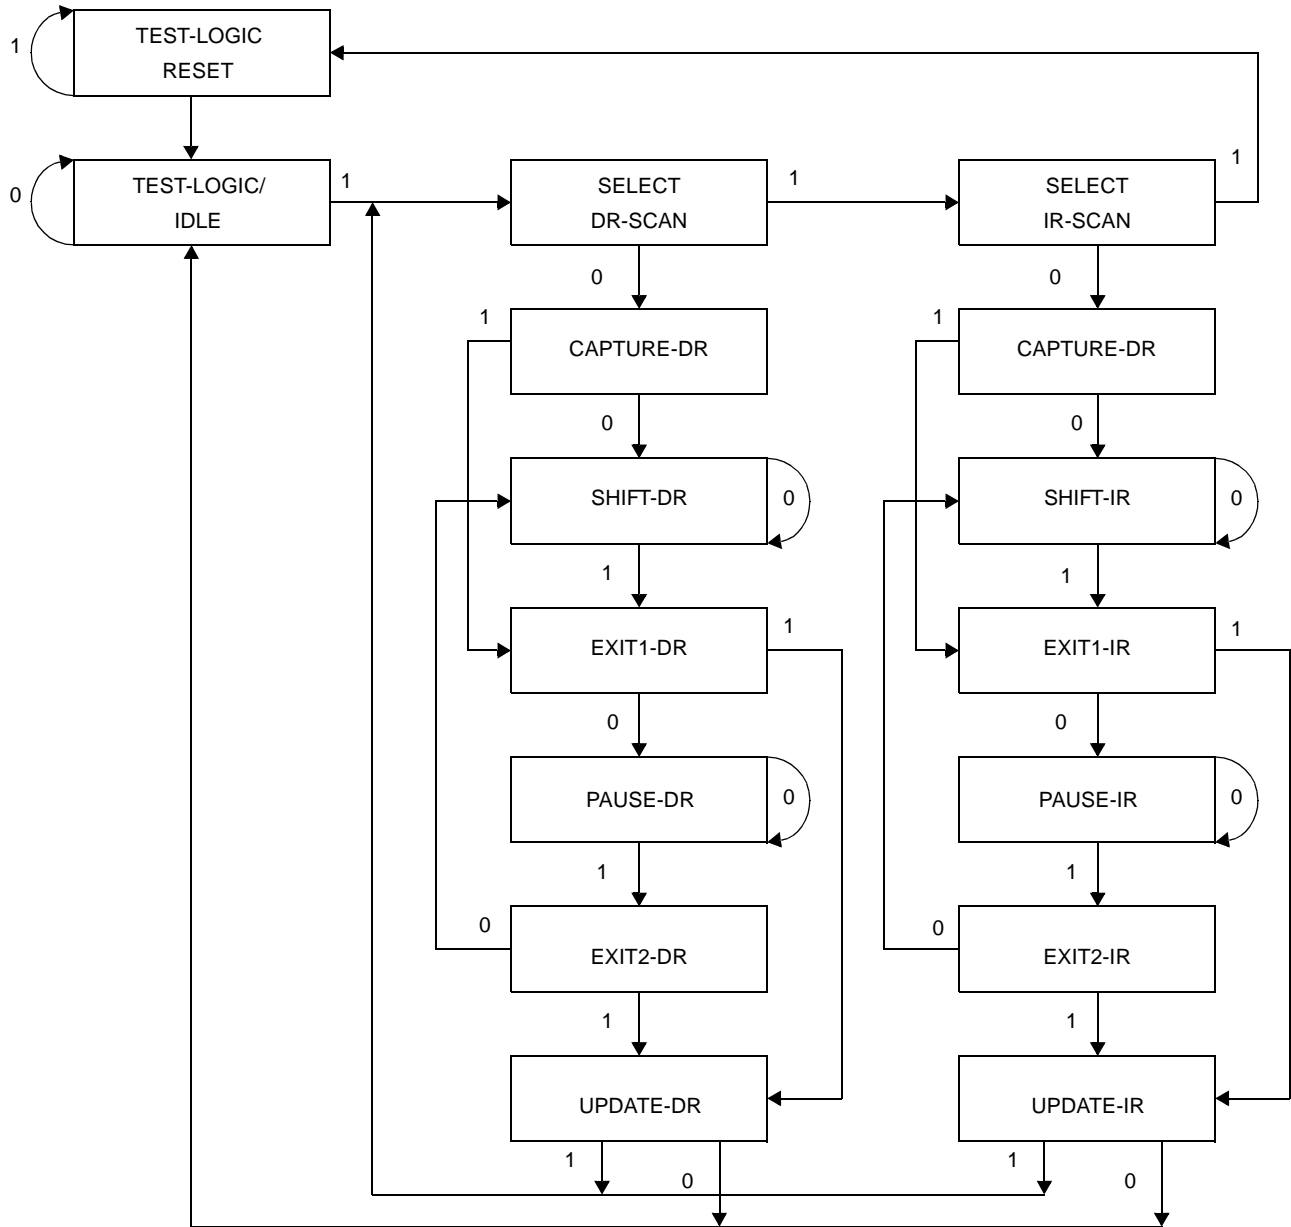 1
TEST-LOGIC
RESET
0
TEST-LOGIC/
IDLE
1
SELECT
DR-SCAN
1
SELECT
IR-SCAN
1
0
0
1
CAPTURE-DR
1
CAPTURE-DR
0
0
SHIFT-DR
0
SHIFT-IR
0
1
1
EXIT1-DR
1
EXIT1-IR
1
0
0
PAUSE-DR
0
PAUSE-IR
0
1
1
0
EXIT2-DR
0
EXIT2-IR
1
1
UPDATE-DR
UPDATE-IR
1
0
1
0